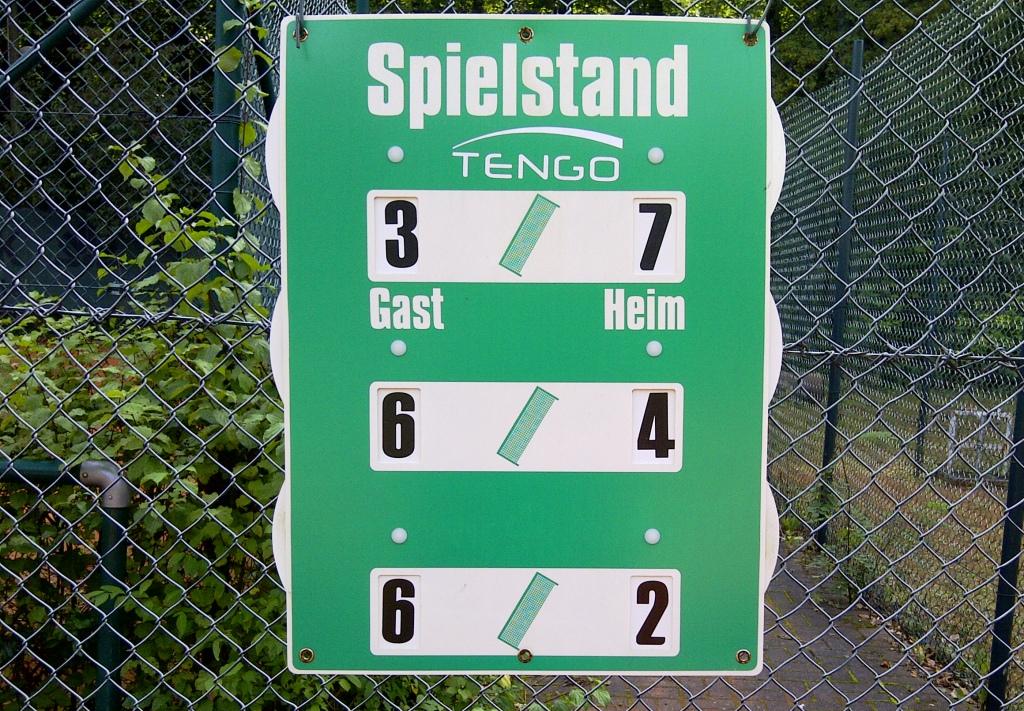 Spielstand
TENGO
3 7
Gast Heim
6 4
6 2